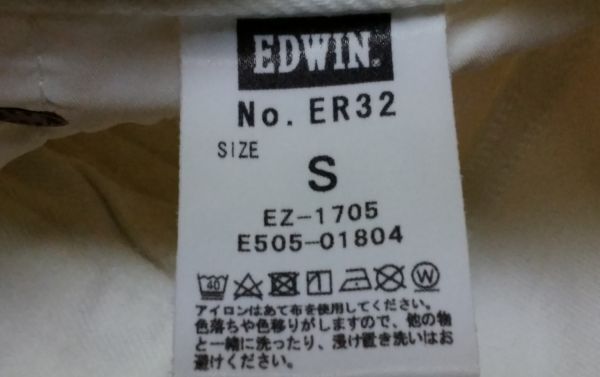 EDWIN.
No. ER32
SIZE
S
EZ-1705
E505-01804
40 W
アイロンはあて布を使用してください。
色落ちや色移りがしますので、他の物
と一緒に洗ったり、浸け置き洗いはお
避けください。